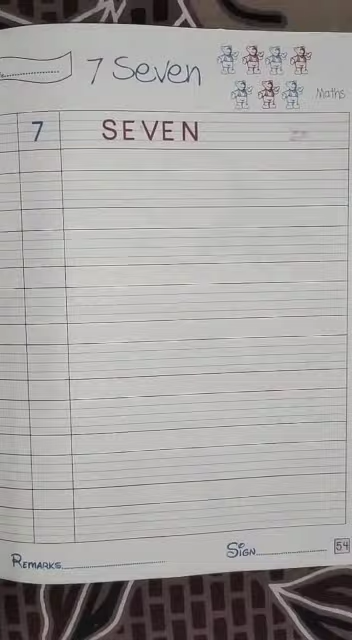 7 Seven
Maths
7 SEVEN
REMARKS
SIGN
54